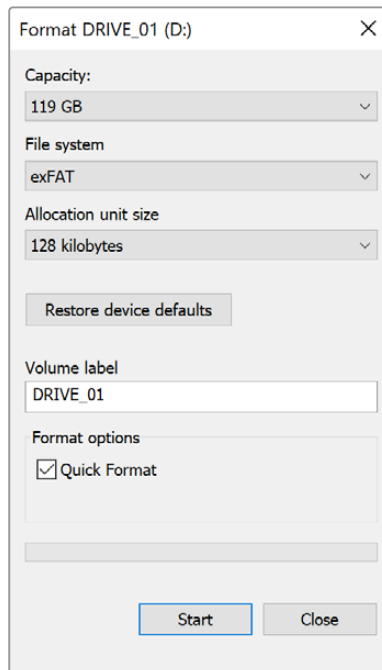 Format DRIVE_01 (D:)
Capacity:
119 GB
File system
exFAT
Allocation unit size
128 kilobytes
Restore device defaults
Volume label
DRIVE_01
Format options
Quick Format
Start
Close